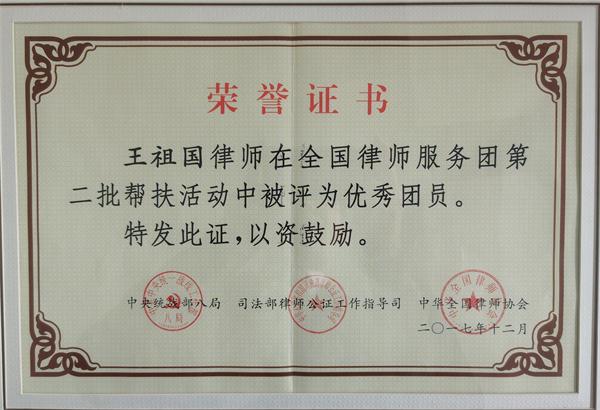 荣誉证书
王祖国律师在全国律师服务团第
二批帮扶活动中被评为优秀团员。
特发此证,以资鼓励。
中央统战部八局 司法部律师公证工作指导司 中华全国律师协会
二〇一七年十二月